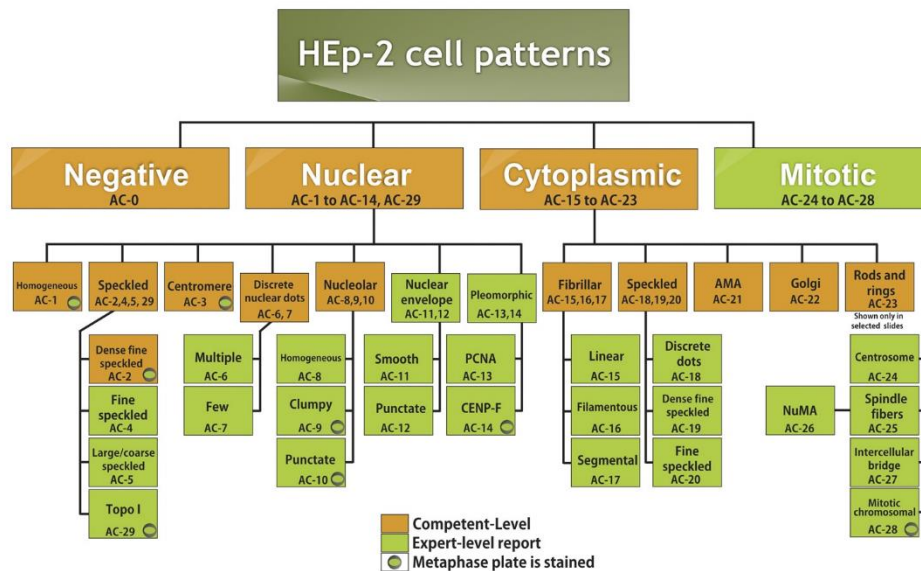 HEp-2 cell patterns
Negative
AC-0
Nuclear
AC-1 to AC-14, AC-29
Cytoplasmic
AC-15 to AC-23
Mitotic
AC-24 to AC-28
Homogeneous
AC-1
Speckled
AC-2,4,5, 29
Centromere
AC-3
Discrete
nuclear dots
AC-6, 7
Nucleolar
AC-8,9,10
Nuclear
envelope
AC-11,12
Pleomorphic
AC-13,14
Fibrillar
AC-15,16,17
Speckled
AC-18,19,20
AMA
AC-21
Golgi
AC-22
Rods and
rings
AC-23
Shown only in
selected slides
Dense fine
speckled
AC-2
Fine
speckled
AC-4
Large/coarse
speckled
AC-5
Topo I
AC-29
Multiple
AC-6
Few
AC-7
Homogeneous
AC-8
Clumpy
AC-9
Punctate
AC-10
Smooth
AC-11
Punctate
AC-12
PCNA
AC-13
CENP-F
AC-14
Linear
AC-15
Filamentous
AC-16
Segmental
AC-17
Discrete
dots
AC-18
Dense fine
speckled
AC-19
Fine
speckled
AC-20
Centrosome
AC-24
NuMA
AC-26
Spindle
fibers
AC-25
Intercellular
bridge
AC-27
Mitotic
chromosomal
AC-28
Competent-Level
Expert-level report
Metaphase plate is stained